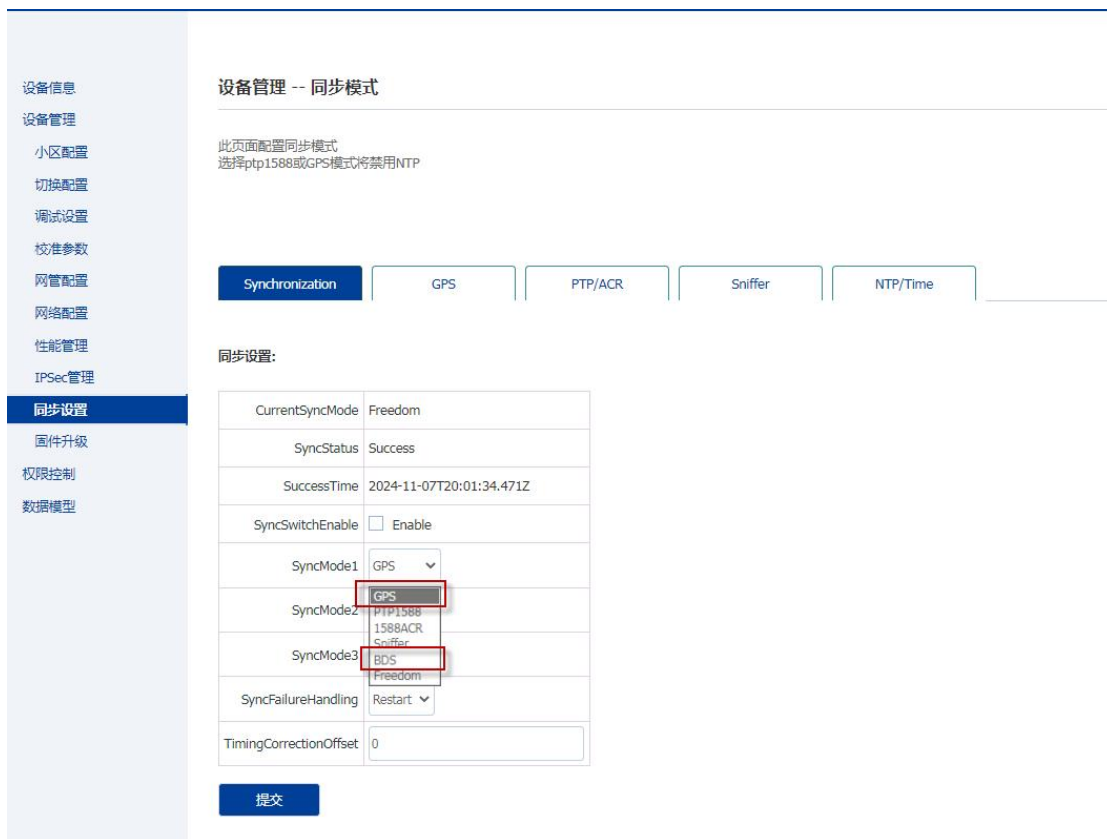 设备信息
设备管理
小区配置
切换配置
调试设置
校准参数
网管配置
网络配置
性能管理
IPSec管理
同步设置
固件升级
权限控制
数据模型
设备管理 -- 同步模式
此页面配置同步模式
选择ptp1588或GPS模式将禁用NTP
Synchronization GPS PTP/ACR Sniffer NTP/Time
同步设置:
CurrentSyncMode Freedom
SyncStatus Success
SuccessTime 2024-11-07T20:01:34.471Z
SyncSwitchEnable Enable
SyncMode1 GPS
GPS
SyncMode2 PTP1588
1588ACR
Sniffer
SyncMode3 BDS
Freedom
SyncFailureHandling Restart
TimingCorrectionOffset 0
提交